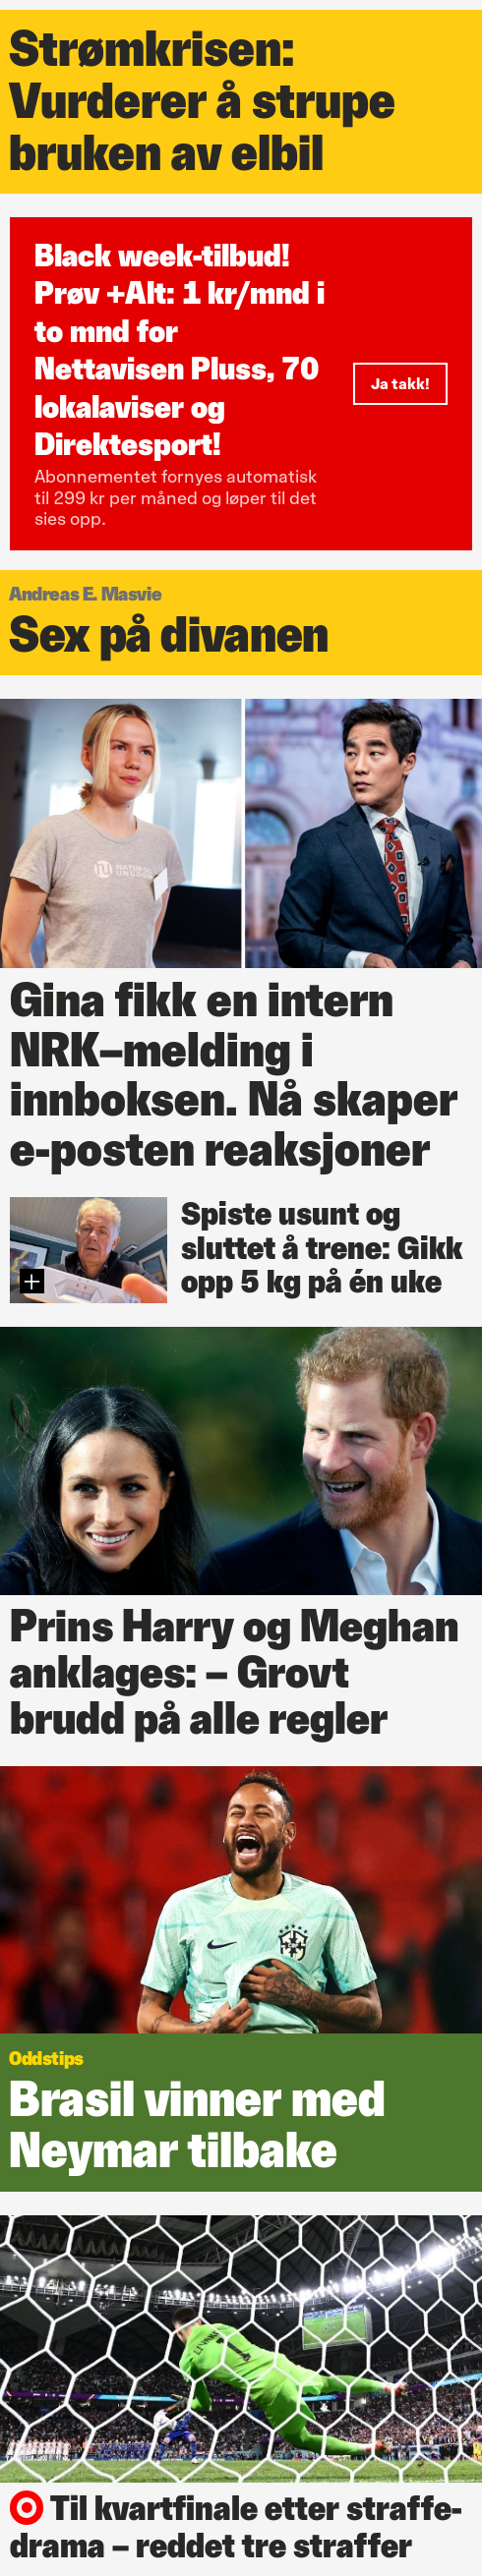 Strømkrisen:
Vurderer å strupe
bruken av elbil
Black week-tilbud!
Prøv +Alt: 1 kr/mnd i
to mnd for
Nettavisen Pluss, 70
lokalaviser og
Direktesport!
Ja takk!
Abonnementet fornyes automatisk
til 299 kr per måned og løper til det
sies opp.
Andreas E. Masvie
Sex på divanen
Gina fikk en intern
NRK–melding i
innboksen. Nå skaper
e-posten reaksjoner
Spiste usunt og
sluttet å trene: Gikk
opp 5 kg på én uke
Prins Harry og Meghan
anklages: – Grovt
brudd på alle regler
Oddstips
Brasil vinner med
Neymar tilbake
1
Til kvartfinale etter straffe-
drama – reddet tre straffer